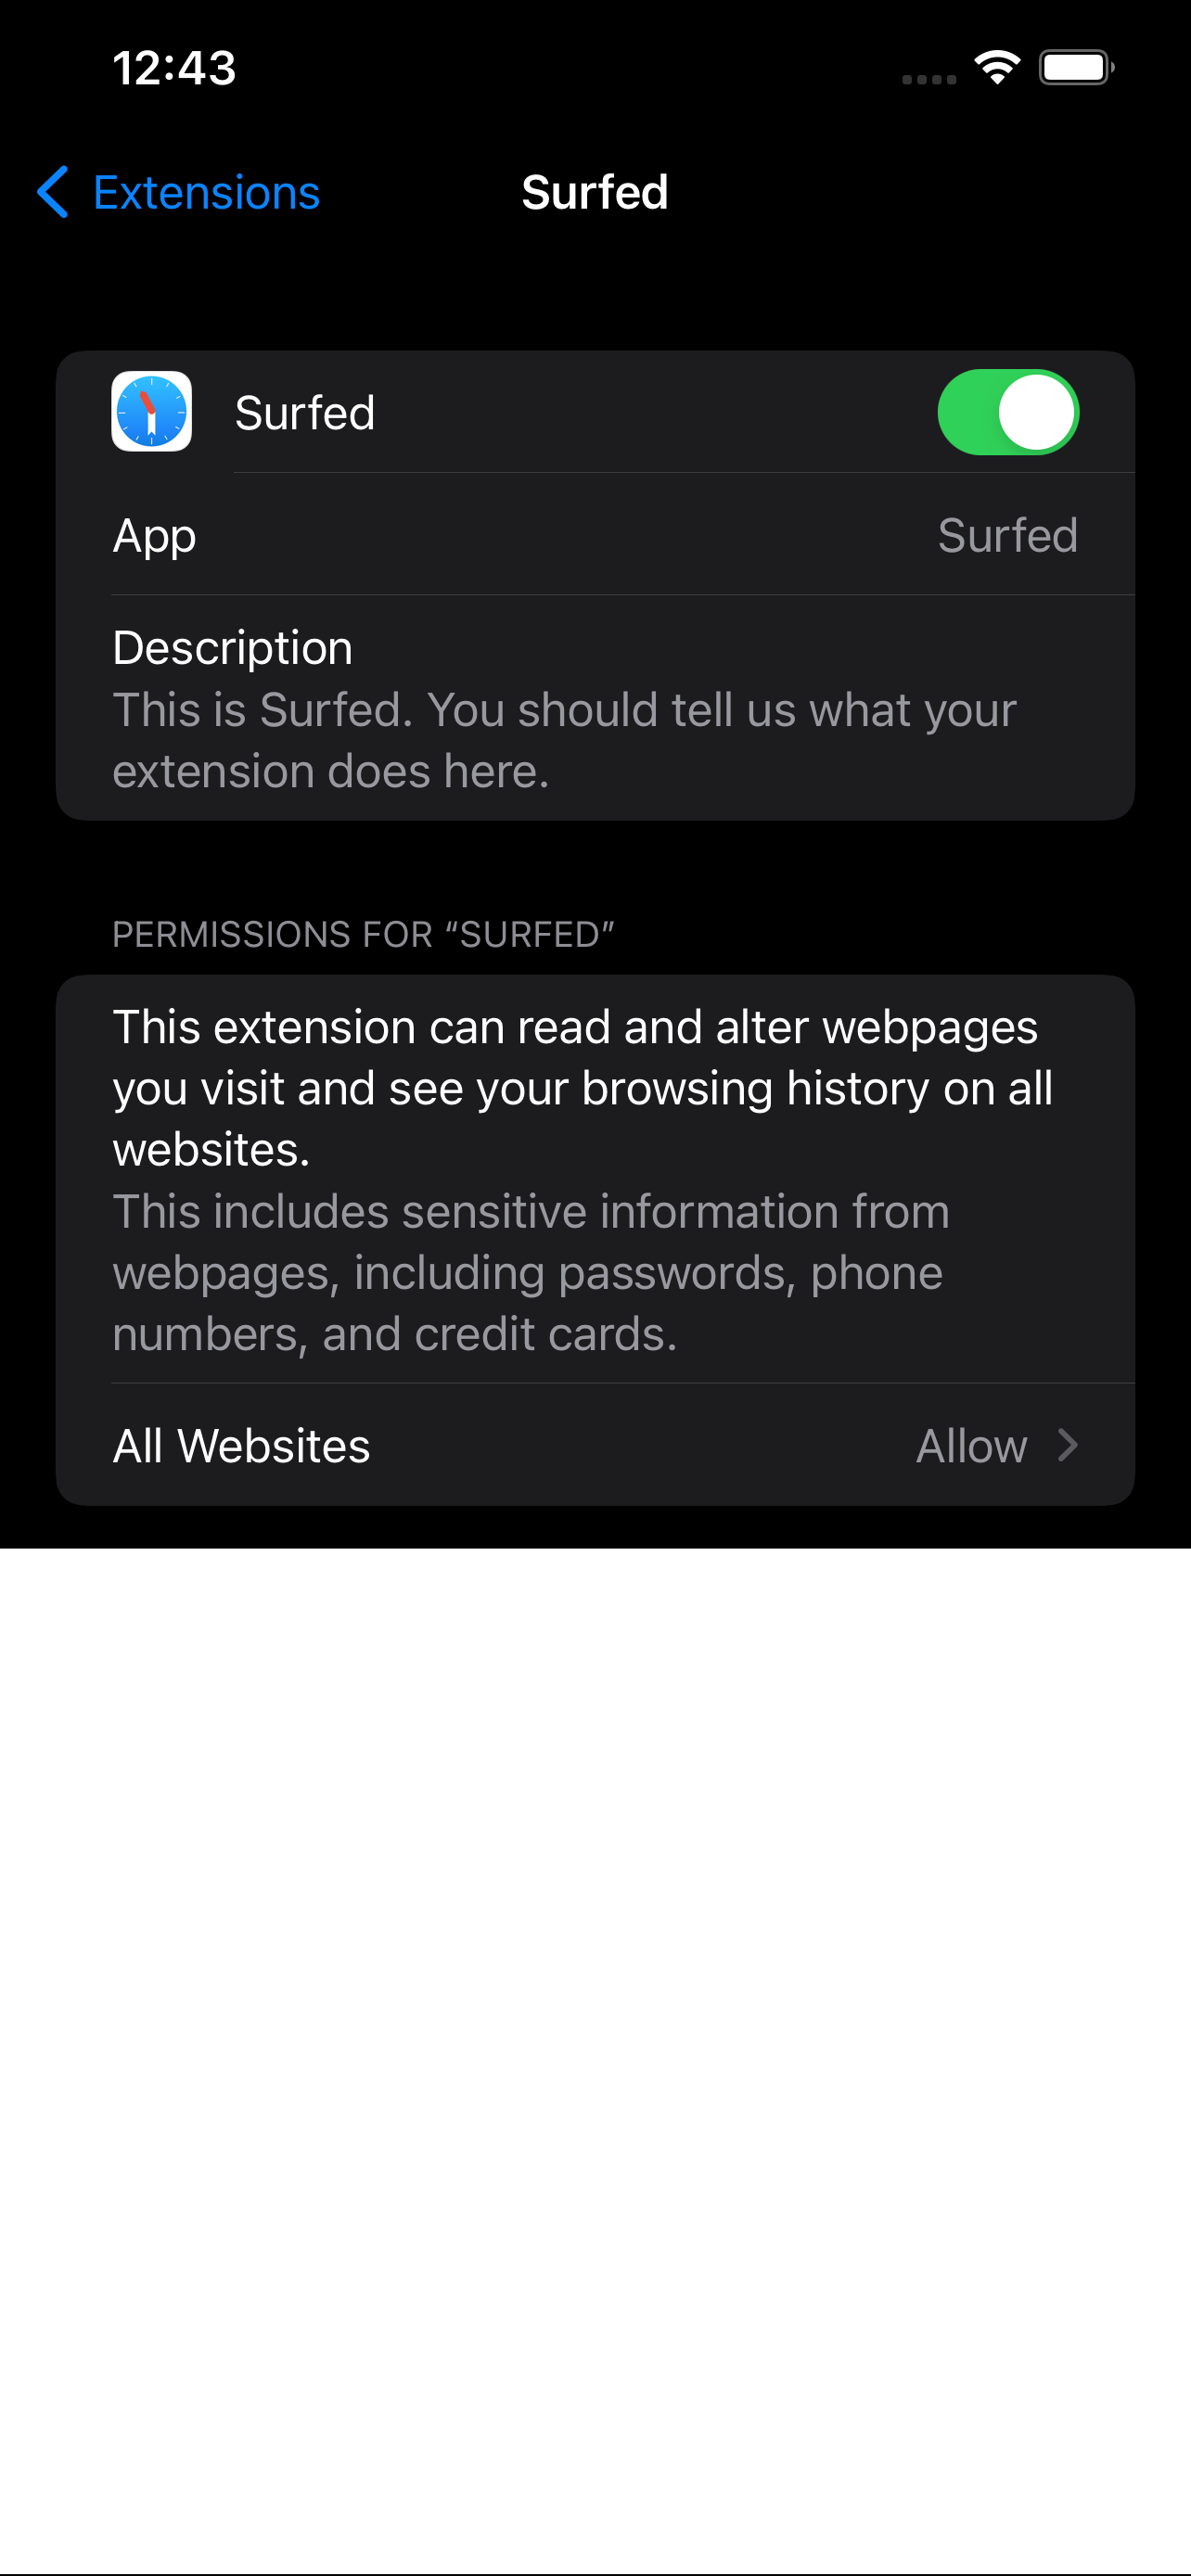 12:43
Extensions
Surfed
Surfed
App
Surfed
Description
This is Surfed. You should tell us what your
extension does here.
PERMISSIONS FOR “SURFED”
This extension can read and alter webpages
you visit and see your browsing history on all
websites.
This includes sensitive information from
webpages, including passwords, phone
numbers, and credit cards.
All Websites
Allow